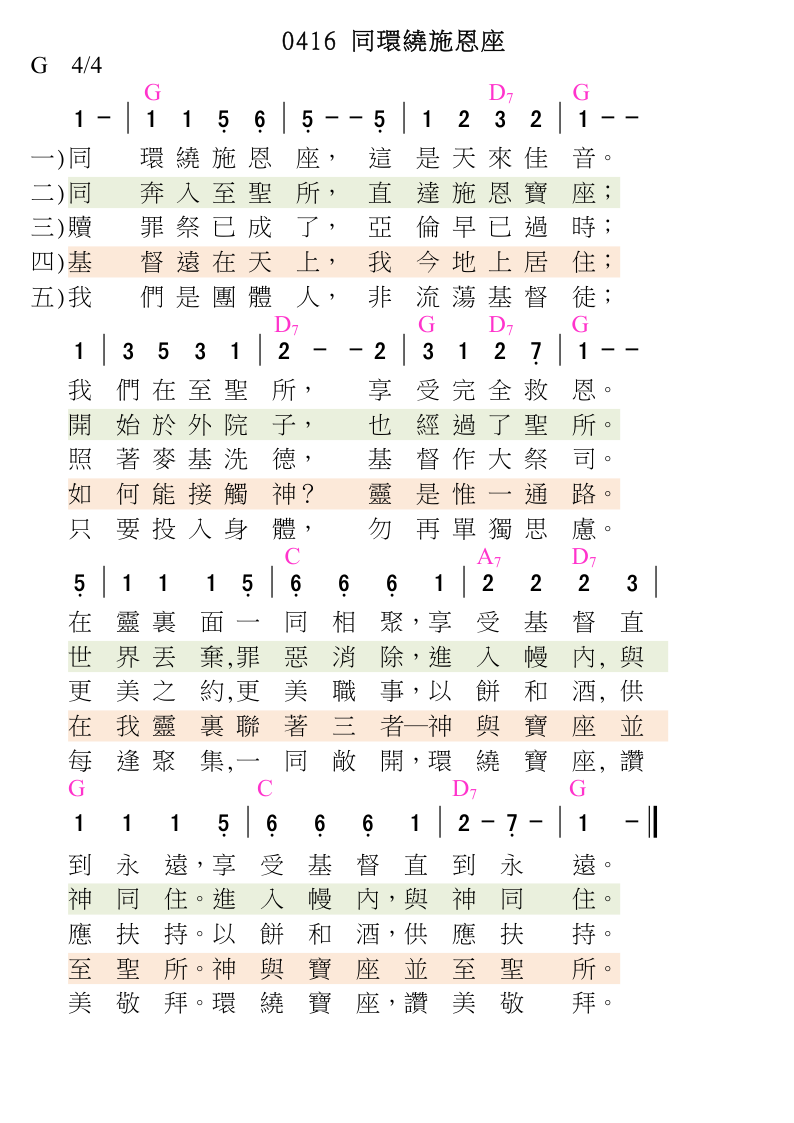 0416 同環繞施恩座
G 4/4
G D7 G
1 - | 1 1 5̣ 6̣ | 5̣ - - 5̣ | 1 2 3 2 | 1 - -
一)同 環繞施恩 座， 這 是天來佳 音。
二)同 奔入至聖 所， 直 達施恩寶 座；
三)贖 罪祭已成 了， 亞 倫早已過 時；
四)基 督遠在天 上， 我 今地上居 住；
五)我 們是團體 人， 非 流蕩基督 徒；
D7 G D7 G
1 | 3 5 3 1 | 2 - - 2 | 3 1 2 7̣ | 1 - -
我 們在至聖 所， 享 受完全救 恩。
開 始於外院 子， 也 經過了聖 所。
照 著麥基洗 德， 基 督作大祭 司。
如 何能接觸 神？ 靈 是惟一通 路。
只 要投入身 體， 勿 再單獨思 慮。
C A7 D7
5̣ | 1 1 1 5̣ | 6̣ 6̣ 6̣ 1 | 2 2 2 3 |
在 靈裏 面一 同 相 聚，享 受 基 督 直
世 界丟 棄,罪 惡 消 除，進 入 幔 內, 與
更 美之 約,更 美 職 事，以 餅 和 酒, 供
在 我靈 裏聯 著 三 者—神 與 寶 座 並
每 逢聚 集,一 同 敞 開，環 繞 寶 座, 讚
G C D7 G
1 1 1 5̣ | 6̣ 6̣ 6̣ 1 | 2 - 7̣ - | 1 - ‖
到 永 遠，享 受 基 督 直 到 永 遠。
神 同 住。進 入 幔 內，與 神 同 住。
應 扶 持。以 餅 和 酒，供 應 扶 持。
至 聖 所。神 與 寶 座 並 至 聖 所。
美 敬 拜。環 繞 寶 座，讚 美 敬 拜。